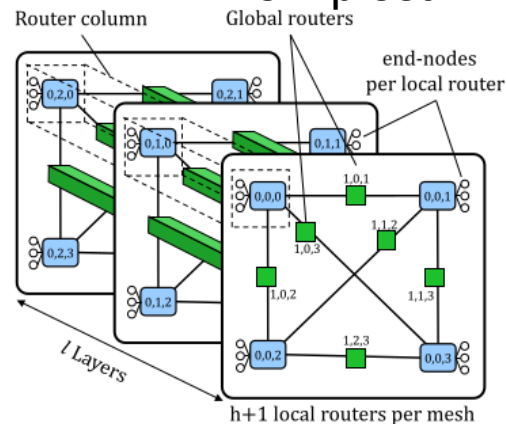 Router column
Global routers
end-nodes
per local router
0,2,0
0,2,1
0,1,0
0,1,1
0,0,0
1,0,1
0,0,1
1,1,2
1,0,3
0,2,3
1,0,2
1,1,3
0,1,2
1,2,3
0,0,2
0,0,3
l Layers
h+1 local routers per mesh